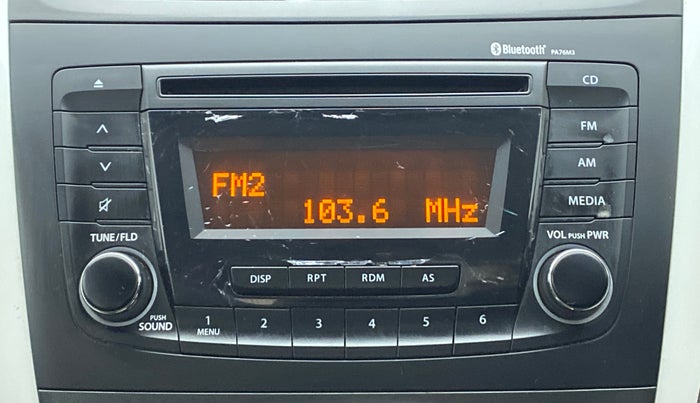 Bluetooth PA76M3
CD
FM
AM
MEDIA
FM2
103.6 MHz
TUNE/FLD
VOL PUSH PWR
DISP RPT RDM AS
PUSH
SOUND
1 2 3 4 5 6
MENU